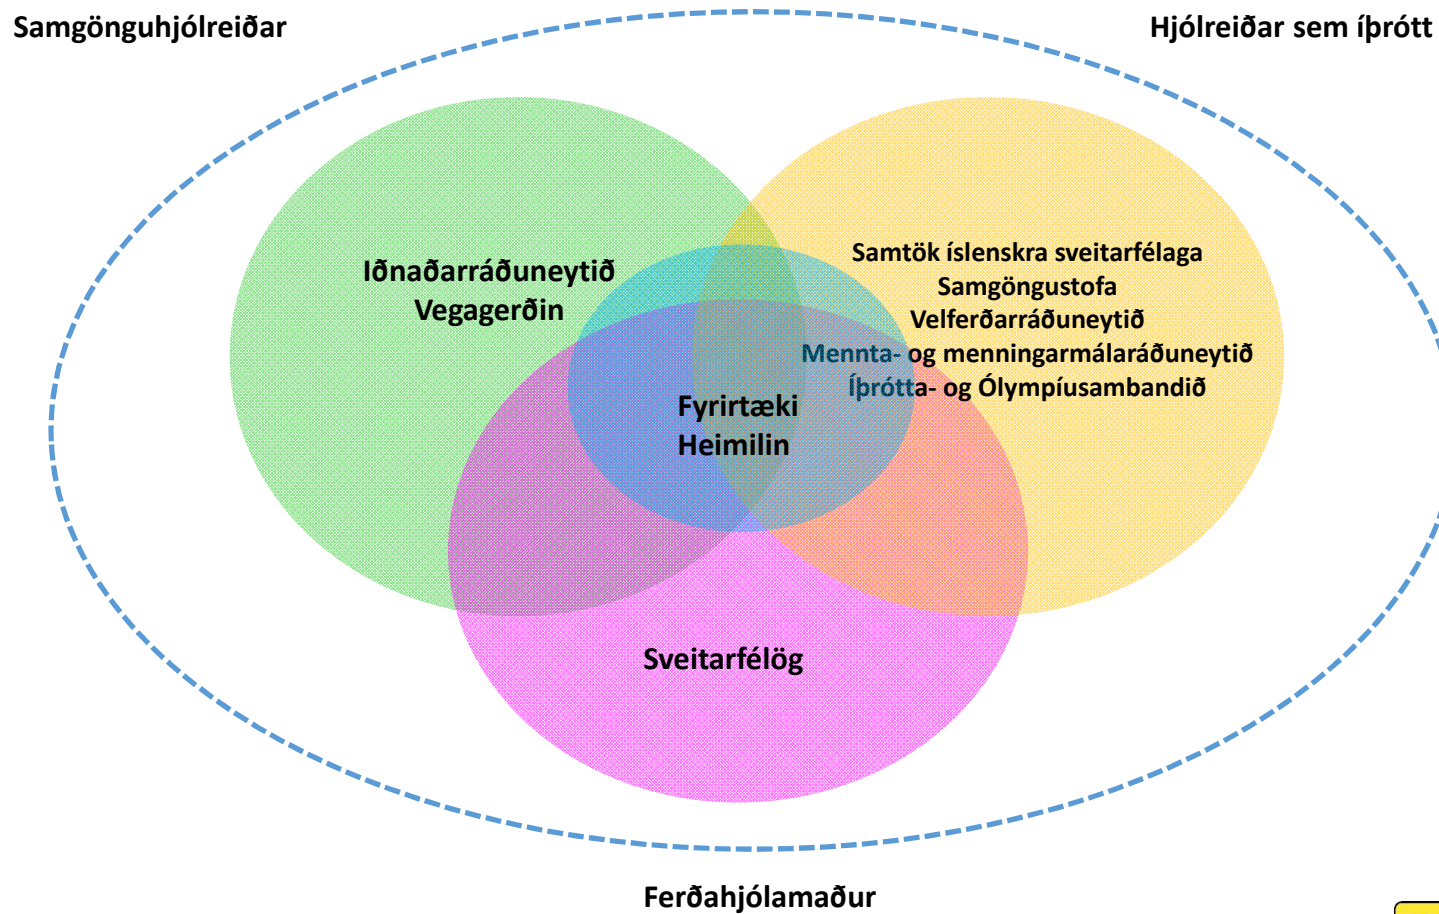 Samgönguhjólreiðar
Hjólreiðar sem íþrótt
Iðnaðarráðuneytið
Vegagerðin
Samtök íslenskra sveitarfélaga
Samgöngustofa
Velferðarráðuneytið
Mennta- og menningarmálaráðuneytið
Íþrótta- og Ólympíusambandið
Fyrirtæki
Heimilin
Sveitarfélög
Ferðahjólamaður